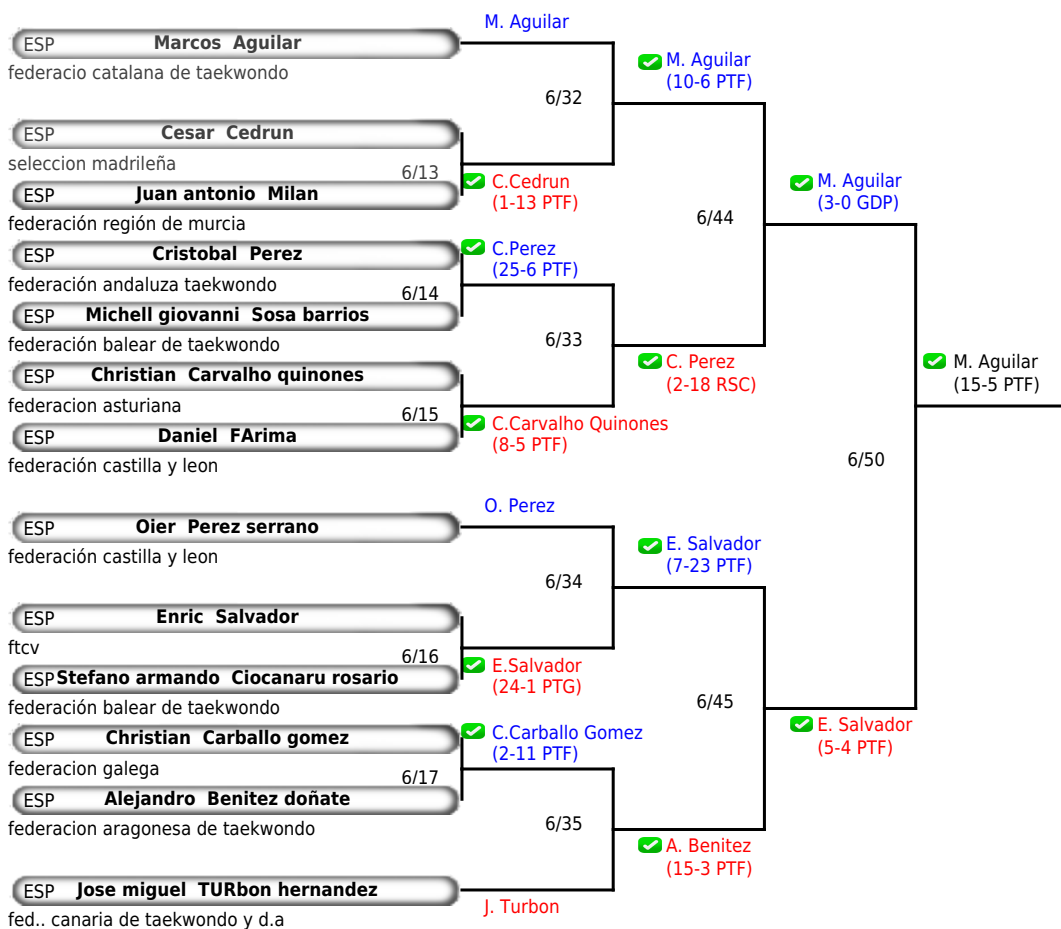 M. Aguilar
ESP Marcos Aguilar
federacio catalana de taekwondo
M. Aguilar
(10-6 PTF)
6/32
ESP Cesar Cedrun
seleccion madrileña
6/13
C.Cedrun
(1-13 PTF)
ESP Juan antonio Milan
federación región de murcia
M. Aguilar
(3-0 GDP)
6/44
ESP Cristobal Perez
federación andaluza taekwondo
C.Perez
(25-6 PTF)
6/14
ESP Michell giovanni Sosa barrios
federación balear de taekwondo
6/33
C. Perez
(2-18 RSC)
M. Aguilar
(15-5 PTF)
ESP Christian Carvalho quinones
federacion asturiana
6/15
C.Carvalho Quinones
(8-5 PTF)
ESP Daniel FArima
federación castilla y leon
6/50
O. Perez
ESP Oier Perez serrano
federación castilla y leon
E. Salvador
(7-23 PTF)
6/34
ESP Enric Salvador
ftcv
6/16
E.Salvador
(24-1 PTG)
ESP Stefano armando Ciocanaru rosario
federación balear de taekwondo
6/45
E. Salvador
(5-4 PTF)
ESP Christian Carballo gomez
federacion galega
C.Carballo Gomez
(2-11 PTF)
6/17
ESP Alejandro Benitez doñate
federacion aragonesa de taekwondo
6/35
A. Benitez
(15-3 PTF)
ESP Jose miguel TURbon hernandez
fed.. canaria de taekwondo y d.a
J. Turbon